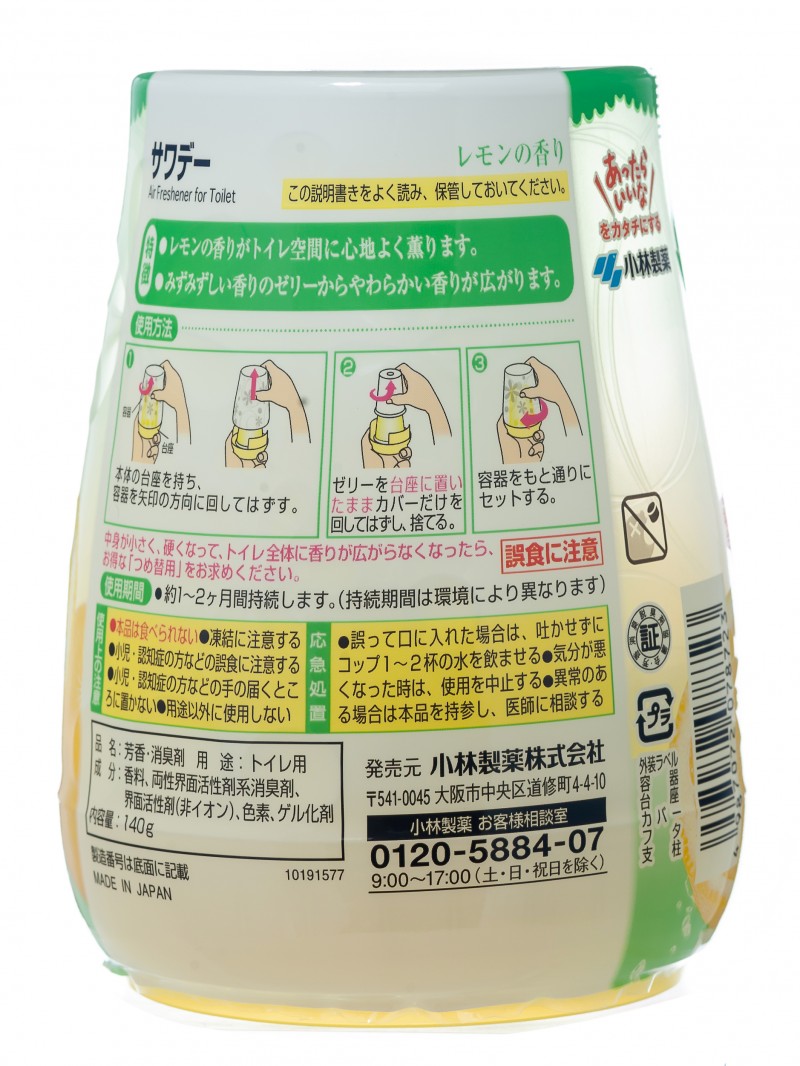 サワデー
Air Freshener for Toilet
レモンの香り
この説明書きをよく読み、保管しておいてください。
特徴
●レモンの香りがトイレ空間に心地よく薫ります。
●みずみずしい香りのゼリーからやわらかい香りが広がります。
使用方法
1
容器
台座
本体の台座を持ち、
容器を矢印の方向に回してはずす。
2
ゼリーを台座に置い
たままカバーだけを
回してはずし、捨てる。
3
容器をもと通りに
セットする。
中身が小さく、硬くなって、トイレ全体に香りが広がらなくなったら、
お得な「つめ替用」をお求めください。
誤食に注意
使用期間
●約1~2ヶ月間持続します。(持続期間は環境により異なります)
使用上の注意
●本品は食べられない●凍結に注意する
●小児・認知症の方などの誤食に注意する
●小児・認知症の方などの手の届くとこ
ろに置かない●用途以外に使用しない
応急処置
●誤って口に入れた場合は、吐かせずに
コップ1~2杯の水を飲ませる●気分が悪
くなった時は、使用を中止する●異常のあ
る場合は本品を持参し、医師に相談する
品名:芳香・消臭剤 用途:トイレ用
成分:香料、両性界面活性剤系消臭剤、
界面活性剤(非イオン)、色素、ゲル化剤
内容量:140g
製造番号は底面に記載
MADE IN JAPAN
10191577
発売元 小林製薬株式会社
〒541-0045 大阪市中央区道修町4-4-10
小林製薬 お客様相談室
0120-5884-07
9:00~17:00(土・日・祝日を除く)
あったら
いいな
をカタチにする
小林製薬
証
プラ
外装ラベル
容器
台座
カバー
フタ
支柱